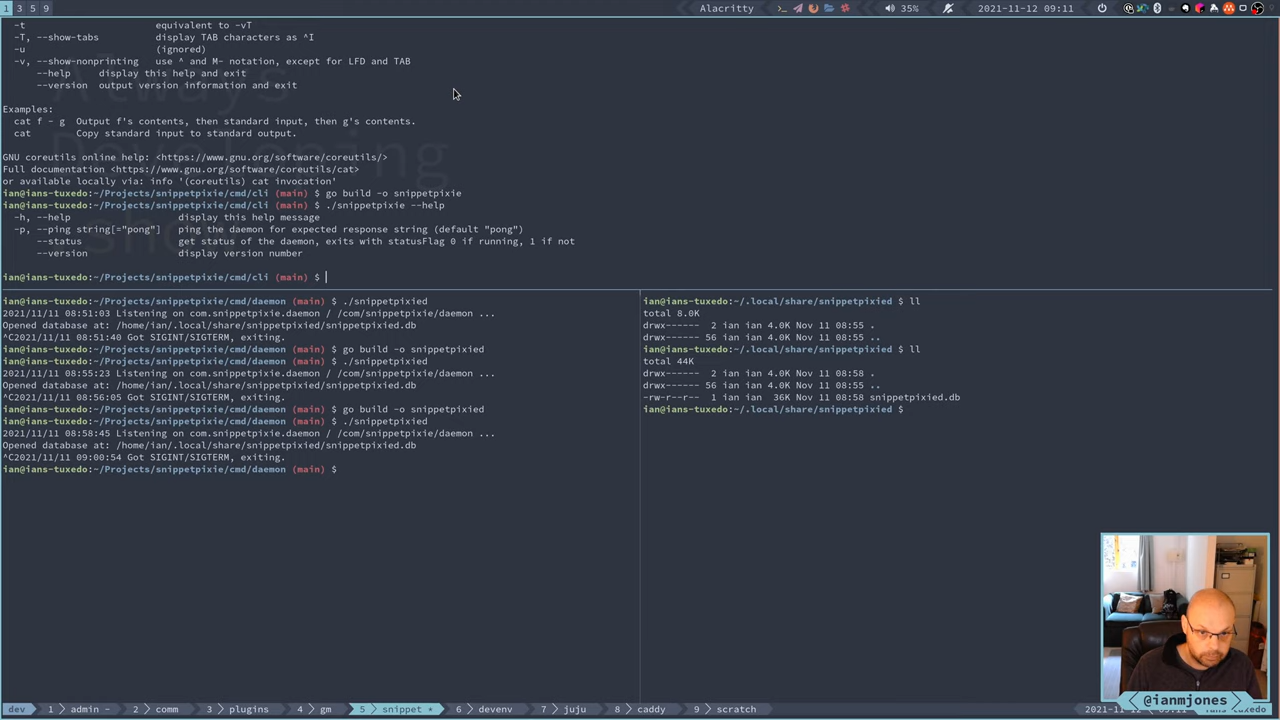 1 3 5 9
Alacritty
35%
2021-11-12 09:11
-t equivalent to -vT
-T, --show-tabs display TAB characters as ^I
-u (ignored)
-v, --show-nonprinting use ^ and M- notation, except for LFD and TAB
--help display this help and exit
--version output version information and exit
Examples:
cat f - g Output f's contents, then standard input, then g's contents.
cat Copy standard input to standard output.
GNU coreutils online help: <https://www.gnu.org/software/coreutils/>
Full documentation <https://www.gnu.org/software/coreutils/cat>
or available locally via: info '(coreutils) cat invocation'
ian@ians-tuxedo:~/Projects/snippetpixie/cmd/cli (main) $ go build -o snippetpixie
ian@ians-tuxedo:~/Projects/snippetpixie/cmd/cli (main) $ ./snippetpixie --help
-h, --help display this help message
-p, --ping string[="pong"] ping the daemon for expected response string (default "pong")
--status get status of the daemon, exits with statusFlag 0 if running, 1 if not
--version display version number
ian@ians-tuxedo:~/Projects/snippetpixie/cmd/cli (main) $
ian@ians-tuxedo:~/Projects/snippetpixie/cmd/daemon (main) $ ./snippetpixied
2021/11/11 08:51:03 Listening on com.snippetpixie.daemon / /com/snippetpixie/daemon ...
Opened database at: /home/ian/.local/share/snippetpixied/snippetpixied.db
^C2021/11/11 08:51:40 Got SIGINT/SIGTERM, exiting.
ian@ians-tuxedo:~/Projects/snippetpixie/cmd/daemon (main) $ go build -o snippetpixied
ian@ians-tuxedo:~/Projects/snippetpixie/cmd/daemon (main) $ ./snippetpixied
2021/11/11 08:55:23 Listening on com.snippetpixie.daemon / /com/snippetpixie/daemon ...
Opened database at: /home/ian/.local/share/snippetpixied/snippetpixied.db
^C2021/11/11 08:56:05 Got SIGINT/SIGTERM, exiting.
ian@ians-tuxedo:~/Projects/snippetpixie/cmd/daemon (main) $ go build -o snippetpixied
ian@ians-tuxedo:~/Projects/snippetpixie/cmd/daemon (main) $ ./snippetpixied
2021/11/11 08:58:45 Listening on com.snippetpixie.daemon / /com/snippetpixie/daemon ...
Opened database at: /home/ian/.local/share/snippetpixied/snippetpixied.db
^C2021/11/11 09:00:54 Got SIGINT/SIGTERM, exiting.
ian@ians-tuxedo:~/Projects/snippetpixie/cmd/daemon (main) $
ian@ians-tuxedo:~/.local/share/snippetpixied $ ll
total 8.0K
drwx------ 2 ian ian 4.0K Nov 11 08:55 .
drwx------ 56 ian ian 4.0K Nov 11 08:55 ..
ian@ians-tuxedo:~/.local/share/snippetpixied $ ll
total 44K
drwx------ 2 ian ian 4.0K Nov 11 08:58 .
drwx------ 56 ian ian 4.0K Nov 11 08:55 ..
-rw-r--r-- 1 ian ian 36K Nov 11 08:58 snippetpixied.db
ian@ians-tuxedo:~/.local/share/snippetpixied $
@ianmjones
dev 1 admin - 2 comm 3 plugins 4 gm 5 snippet * 6 devenv 7 juju 8 caddy 9 scratch